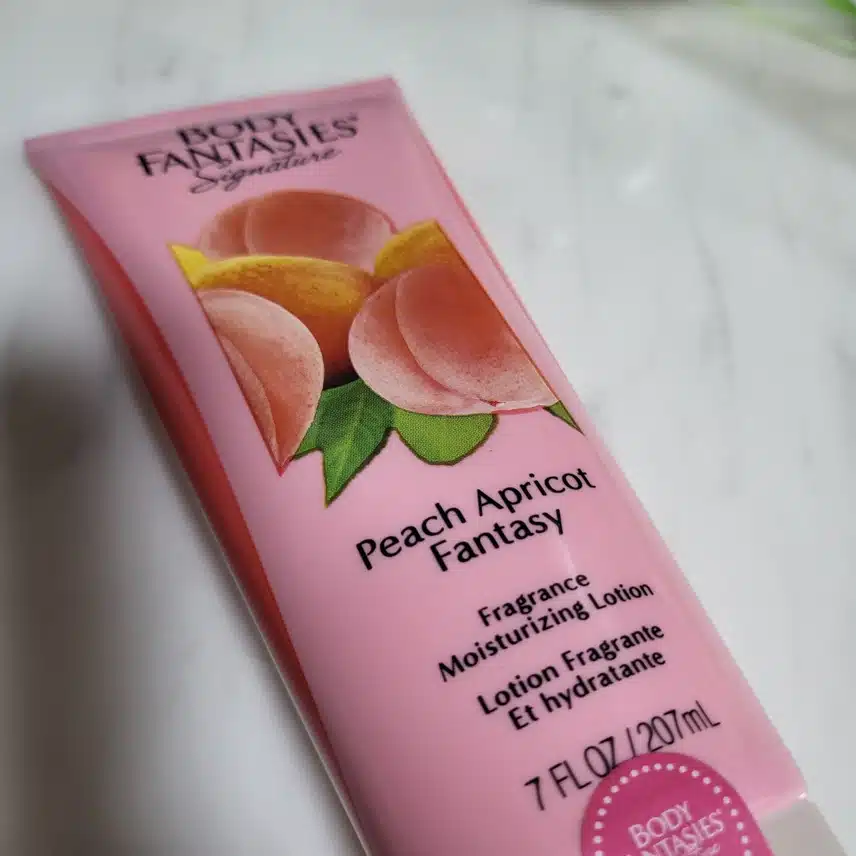 BODY
FANTASIES®
Signature
Peach Apricot
Fantasy
Fragrance
Moisturizing Lotion
Lotion Fragrante
Et hydratante
7 FL OZ / 207mL
BODY